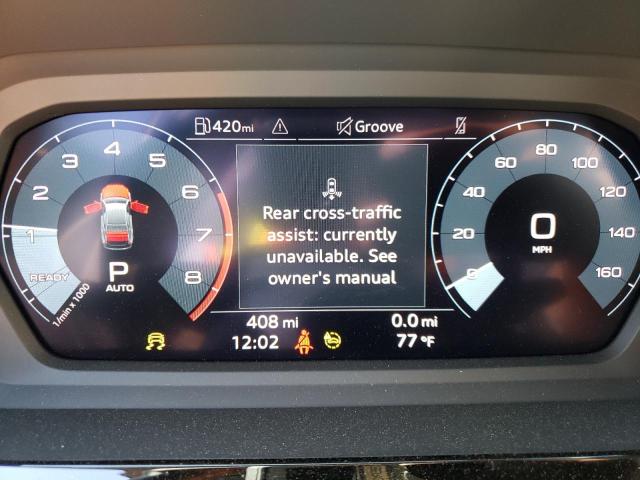 420mi
Groove
1 2 3 4 5 6 7 8
READY
P
AUTO
1/min x 1000
Rear cross-traffic
assist: currently
unavailable. See
owner's manual
0 20 40 60 80 100 120 140 160
0
MPH
408 mi
0.0 mi
12:02
77 °F